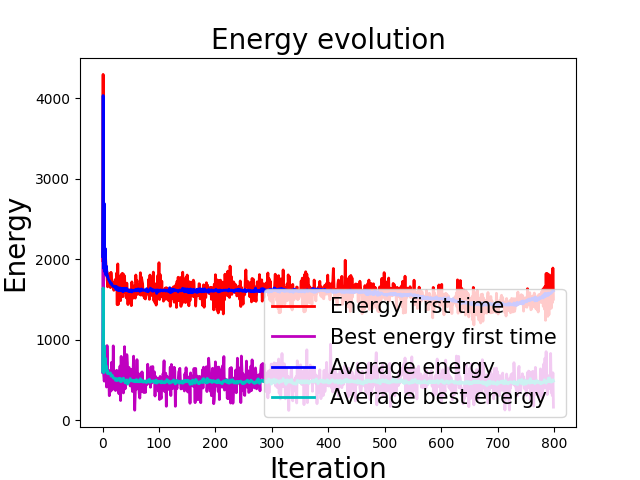 Energy evolution
Energy
4000
3000
2000
1000
0
Energy first time
Best energy first time
Average energy
Average best energy
0 100 200 300 400 500 600 700 800
Iteration